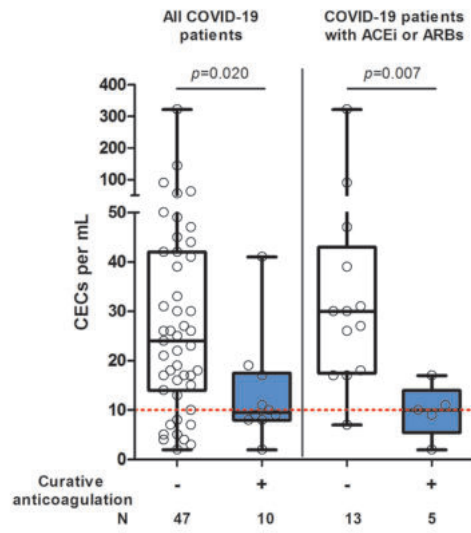 All COVID-19
patients
COVID-19 patients
with ACEi or ARBs
p=0.020
p=0.007
400
300
200
100
50
40
30
20
10
0
CECs per mL
Curative
anticoagulation
- + - +
N 47 10 13 5